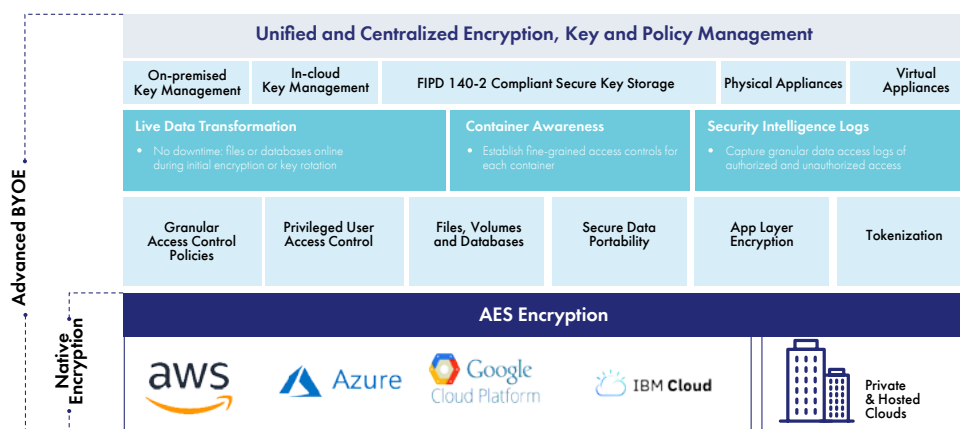 Unified and Centralized Encryption, Key and Policy Management
On-premised
Key Management
In-cloud
Key Management
FIPD 140-2 Compliant Secure Key Storage
Physical Appliances
Virtual
Appliances
Live Data Transformation
• No downtime: files or databases online
during initial encryption or key rotation
Container Awareness
• Establish fine-grained access controls for
each container
Security Intelligence Logs
• Capture granular data access logs of
authorized and unauthorized access
Granular
Access Control
Policies
Privileged User
Access Control
Files, Volumes
and Databases
Secure Data
Portability
App Layer
Encryption
Tokenization
Advanced BYOE
Native
Encryption
AES Encryption
aws
Azure
Google
Cloud Platform
IBM Cloud
Private
& Hosted
Clouds